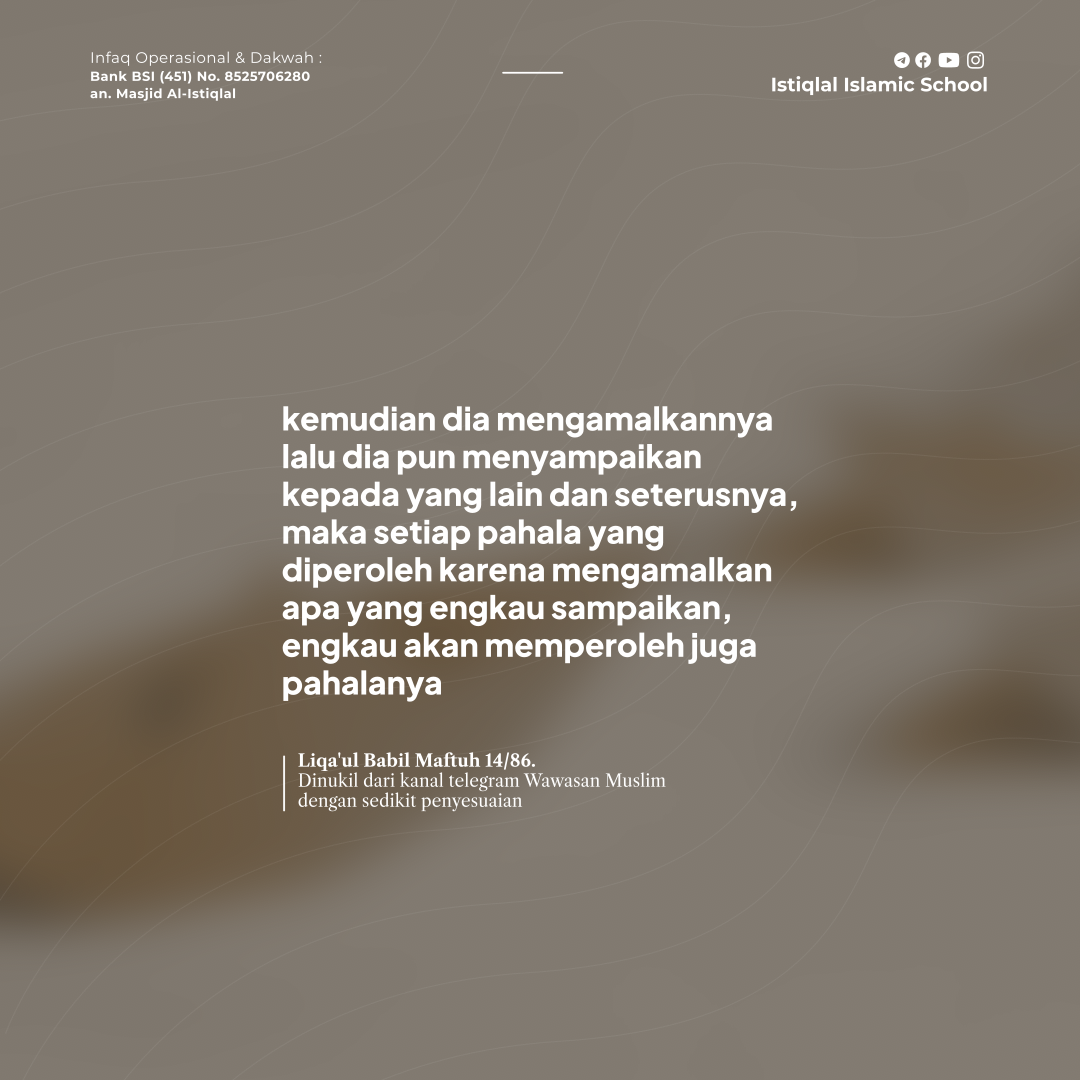 Infaq Operasional & Dakwah :
Bank BSI (451) No. 8525706280
an. Masjid Al-Istiqlal
Istiqlal Islamic School
kemudian dia mengamalkannya
lalu dia pun menyampaikan
kepada yang lain dan seterusnya,
maka setiap pahala yang
diperoleh karena mengamalkan
apa yang engkau sampaikan,
engkau akan memperoleh juga
pahalanya
Liqa'ul Babil Maftuh 14/86.
Dinukil dari kanal telegram Wawasan Muslim
dengan sedikit penyesuaian